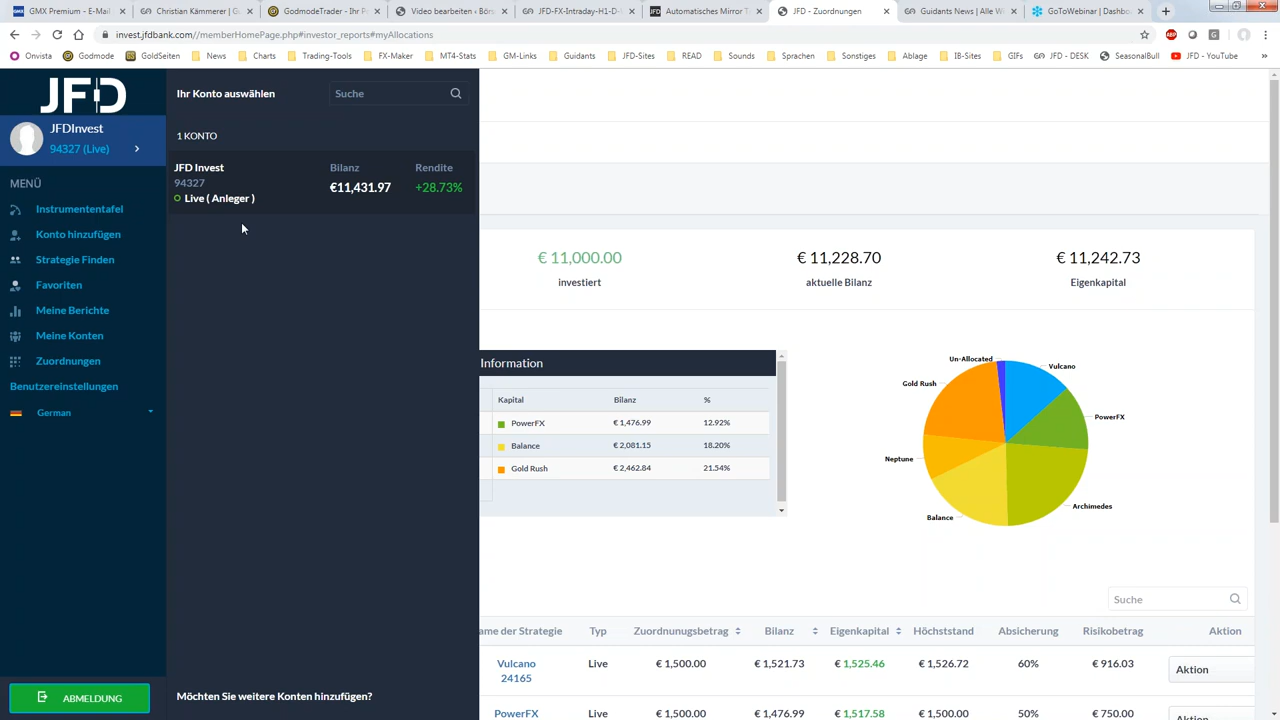 GMX Premium - E-Mail
Christian Kämmerer | G
GodmodeTrader - Ihr P
Video bearbeiten ‹ Börs
JFD-FX-Intraday-H1-D-
Automatisches Mirror T
JFD - Zuordnungen
Guidants News | Alle W
GoToWebinar | Dashbo
invest.jfdbank.com//memberHomePage.php#investor_reports#myAllocations
Onvista
Godmode
GoldSeiten
News
Charts
Trading-Tools
FX-Maker
MT4-Stats
GM-Links
Guidants
JFD-Sites
READ
Sounds
Sprachen
Sonstiges
Ablage
IB-Sites
GIFs
JFD - DESK
SeasonalBull
JFD - YouTube
JFD
JFDInvest
94327 (Live)
MENÜ
Instrumententafel
Konto hinzufügen
Strategie Finden
Favoriten
Meine Berichte
Meine Konten
Zuordnungen
Benutzereinstellungen
German
ABMELDUNG
Ihr Konto auswählen
Suche
1 KONTO
JFD Invest Bilanz Rendite
94327 €11,431.97 +28.73%
Live ( Anleger )
Möchten Sie weitere Konten hinzufügen?
€ 11,000.00 € 11,228.70 € 11,242.73
investiert aktuelle Bilanz Eigenkapital
Information
Kapital Bilanz %
PowerFX € 1,476.99 12.92%
Balance € 2,081.15 18.20%
Gold Rush € 2,462.84 21.54%
Un-Allocated
Vulcano
Gold Rush
PowerFX
Neptune
Archimedes
Balance
Suche
ame der Strategie Typ Zuordnunugsbetrag Bilanz Eigenkapital Höchststand Absicherung Risikobetrag Aktion
Vulcano Live € 1,500.00 € 1,521.73 € 1,525.46 € 1,526.72 60% € 916.03 Aktion
24165
PowerFX Live € 1,500.00 € 1,476.99 € 1,517.58 € 1,500.00 50% € 750.00 Aktion